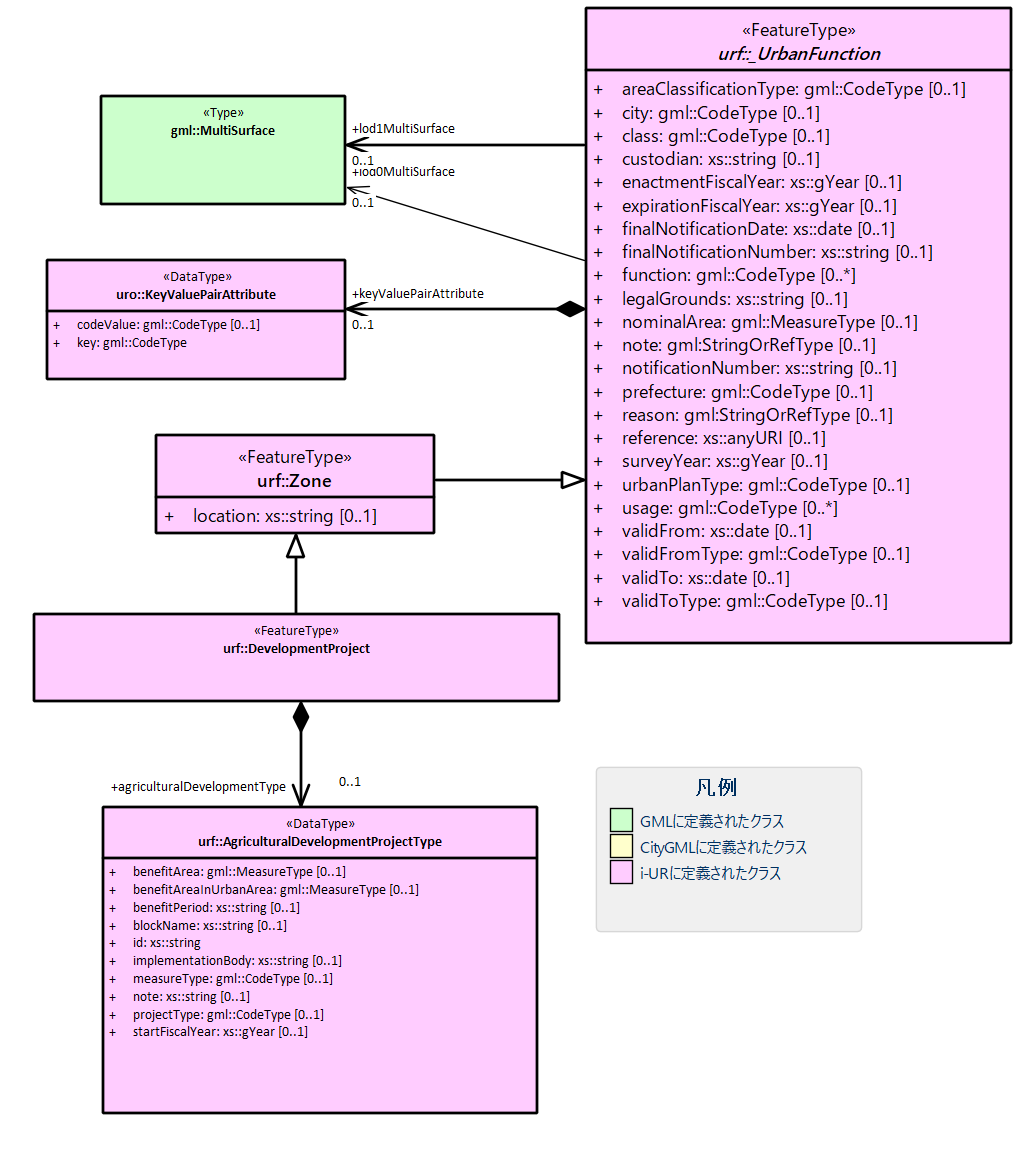 «FeatureType»
urf::_UrbanFunction
+ areaClassificationType: gml::CodeType [0..1]
+ city: gml::CodeType [0..1]
+ class: gml::CodeType [0..1]
+ custodian: xs::string [0..1]
+ enactmentFiscalYear: xs::gYear [0..1]
+ expirationFiscalYear: xs::gYear [0..1]
+ finalNotificationDate: xs::date [0..1]
+ finalNotificationNumber: xs::string [0..1]
+ function: gml::CodeType [0..*]
+ legalGrounds: xs::string [0..1]
+ nominalArea: gml::MeasureType [0..1]
+ note: gml:StringOrRefType [0..1]
+ notificationNumber: xs::string [0..1]
+ prefecture: gml::CodeType [0..1]
+ reason: gml:StringOrRefType [0..1]
+ reference: xs::anyURI [0..1]
+ surveyYear: xs::gYear [0..1]
+ urbanPlanType: gml::CodeType [0..1]
+ usage: gml::CodeType [0..*]
+ validFrom: xs::date [0..1]
+ validFromType: gml::CodeType [0..1]
+ validTo: xs::date [0..1]
+ validToType: gml::CodeType [0..1]
«Type»
gml::MultiSurface
+lod1MultiSurface
0..1
+lod0MultiSurface
0..1
«DataType»
uro::KeyValuePairAttribute
+ codeValue: gml::CodeType [0..1]
+ key: gml::CodeType
+keyValuePairAttribute
0..1
«FeatureType»
urf::Zone
+ location: xs::string [0..1]
«FeatureType»
urf::DevelopmentProject
+agriculturalDevelopmentType
0..1
«DataType»
urf::AgriculturalDevelopmentProjectType
+ benefitArea: gml::MeasureType [0..1]
+ benefitAreaInUrbanArea: gml::MeasureType [0..1]
+ benefitPeriod: xs::string [0..1]
+ blockName: xs::string [0..1]
+ id: xs::string
+ implementationBody: xs::string [0..1]
+ measureType: gml::CodeType [0..1]
+ note: xs::string [0..1]
+ projectType: gml::CodeType [0..1]
+ startFiscalYear: xs::gYear [0..1]
凡例
GMLに定義されたクラス
CityGMLに定義されたクラス
i-URに定義されたクラス